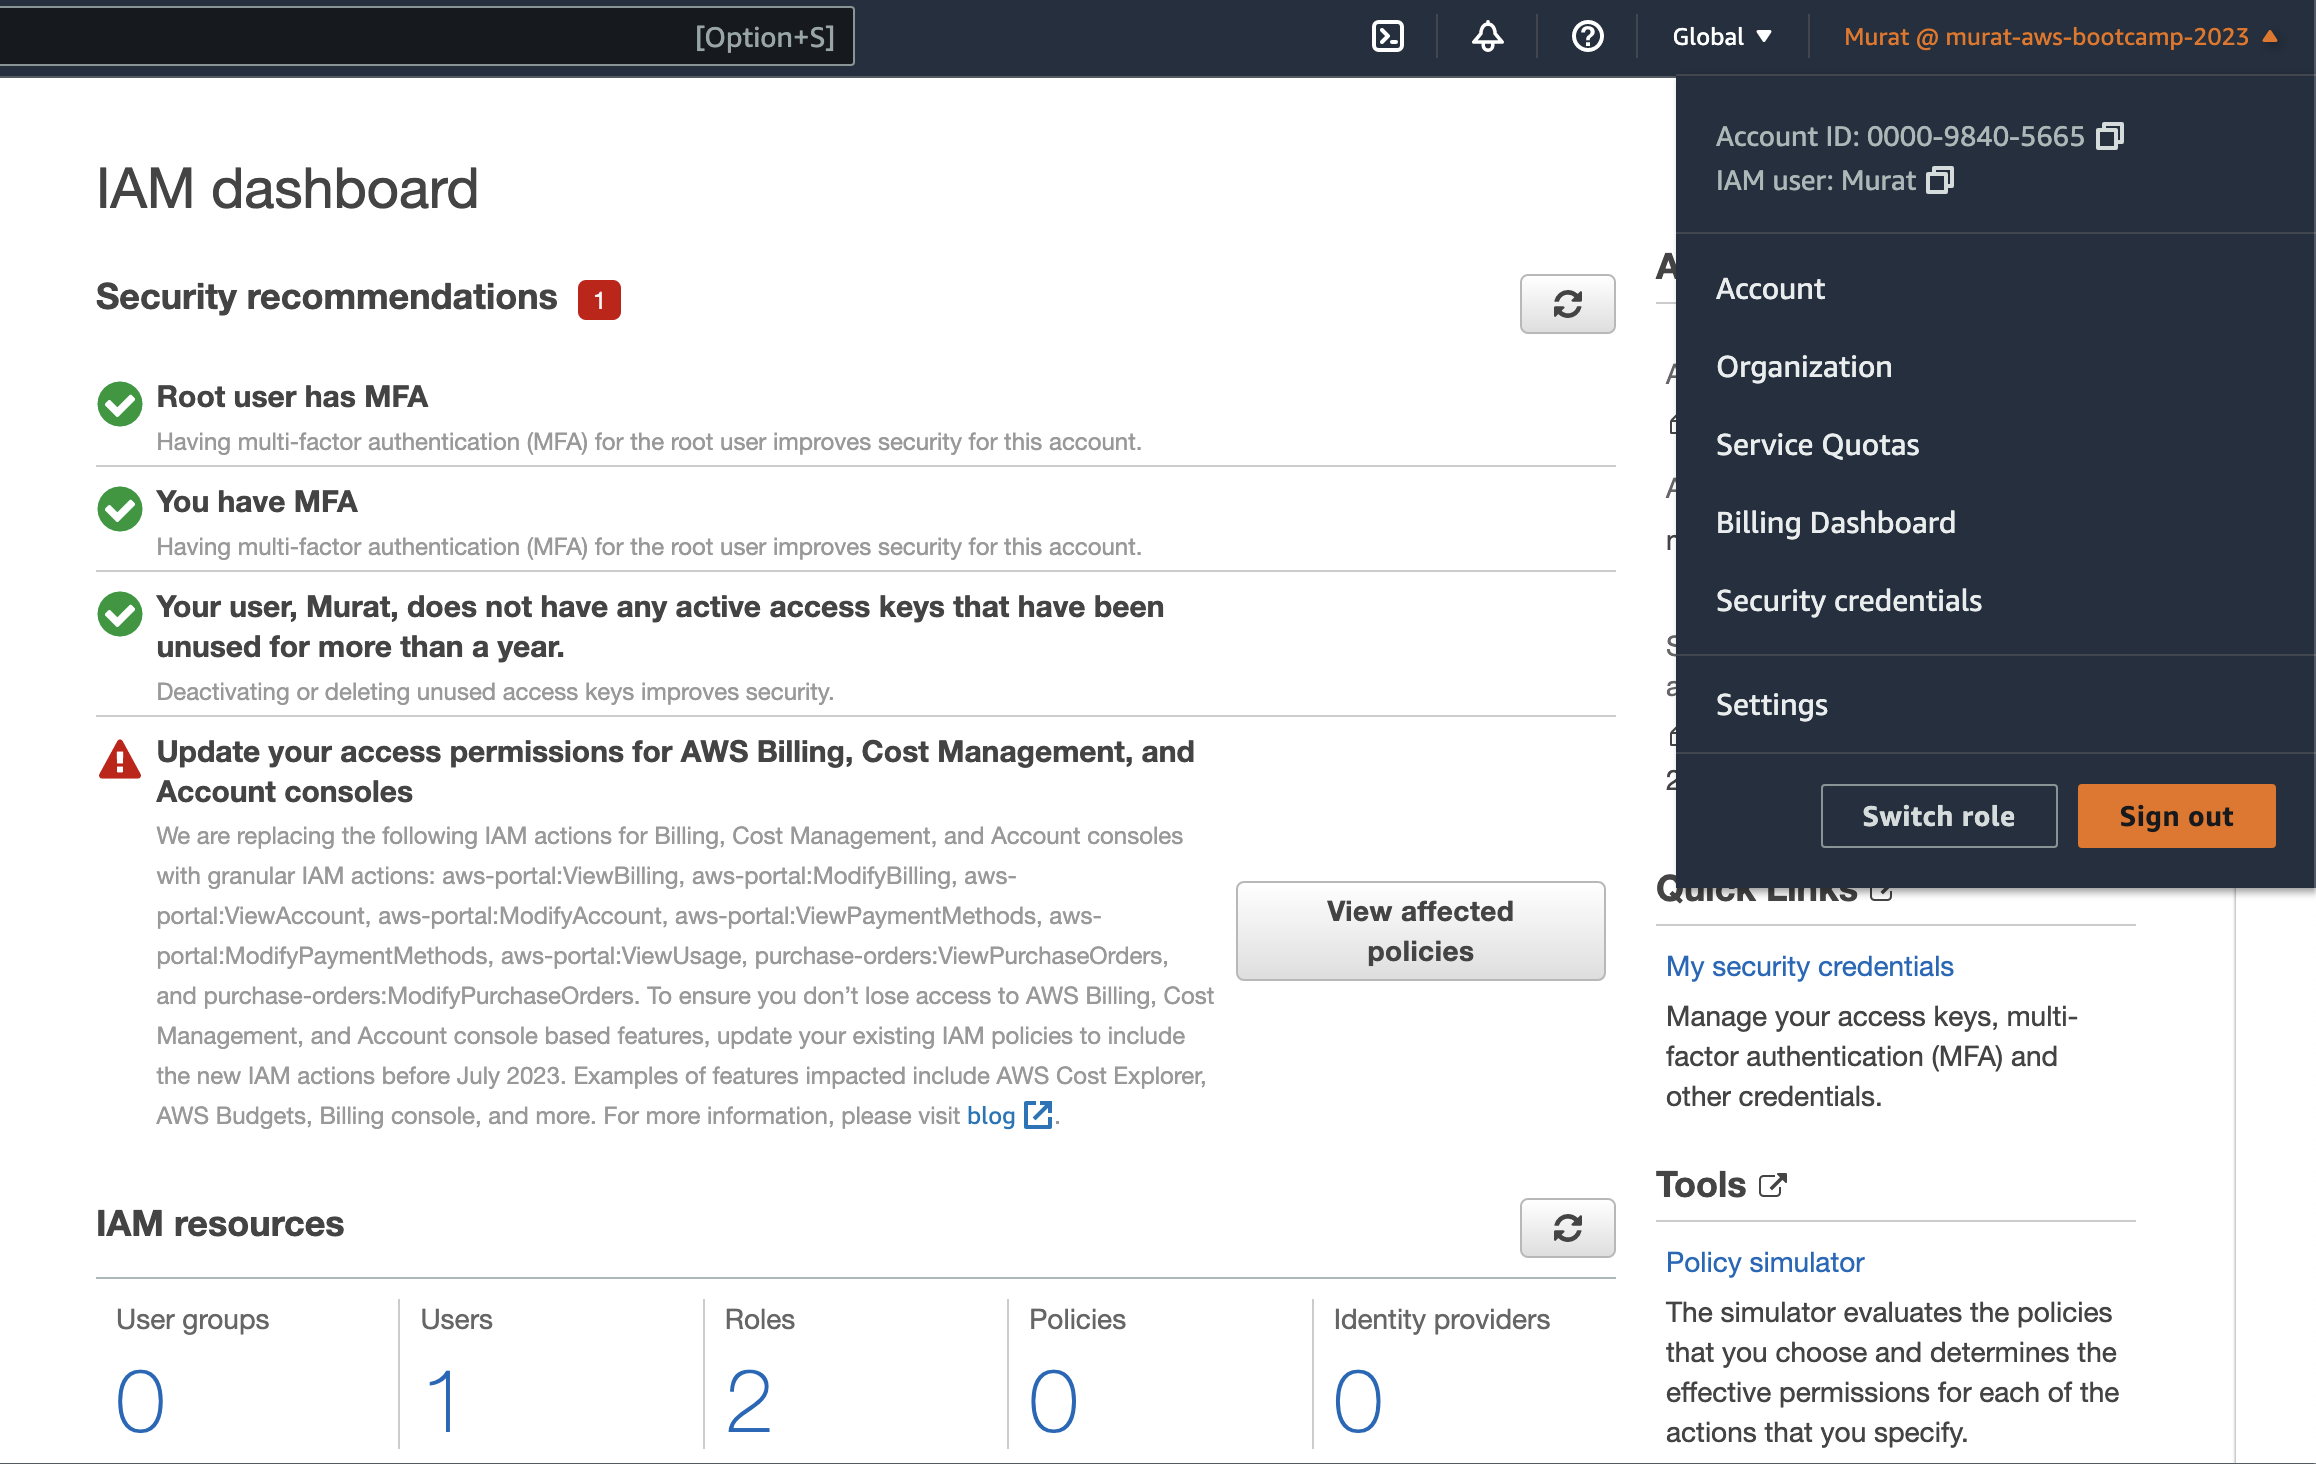 [Option+S]
Global
Murat @ murat-aws-bootcamp-2023
Account ID: 0000-9840-5665
IAM user: Murat
Account
Organization
Service Quotas
Billing Dashboard
Security credentials
Settings
Switch role
Sign out
IAM dashboard
Security recommendations 1
Root user has MFA
Having multi-factor authentication (MFA) for the root user improves security for this account.
You have MFA
Having multi-factor authentication (MFA) for the root user improves security for this account.
Your user, Murat, does not have any active access keys that have been
unused for more than a year.
Deactivating or deleting unused access keys improves security.
Update your access permissions for AWS Billing, Cost Management, and
Account consoles
We are replacing the following IAM actions for Billing, Cost Management, and Account consoles
with granular IAM actions: aws-portal:ViewBilling, aws-portal:ModifyBilling, aws-
portal:ViewAccount, aws-portal:ModifyAccount, aws-portal:ViewPaymentMethods, aws-
portal:ModifyPaymentMethods, aws-portal:ViewUsage, purchase-orders:ViewPurchaseOrders,
and purchase-orders:ModifyPurchaseOrders. To ensure you don’t lose access to AWS Billing, Cost
Management, and Account console based features, update your existing IAM policies to include
the new IAM actions before July 2023. Examples of features impacted include AWS Cost Explorer,
AWS Budgets, Billing console, and more. For more information, please visit blog .
View affected
policies
IAM resources
User groups
0
Users
1
Roles
2
Policies
0
Identity providers
0
Quick Links
My security credentials
Manage your access keys, multi-
factor authentication (MFA) and
other credentials.
Tools
Policy simulator
The simulator evaluates the policies
that you choose and determines the
effective permissions for each of the
actions that you specify.